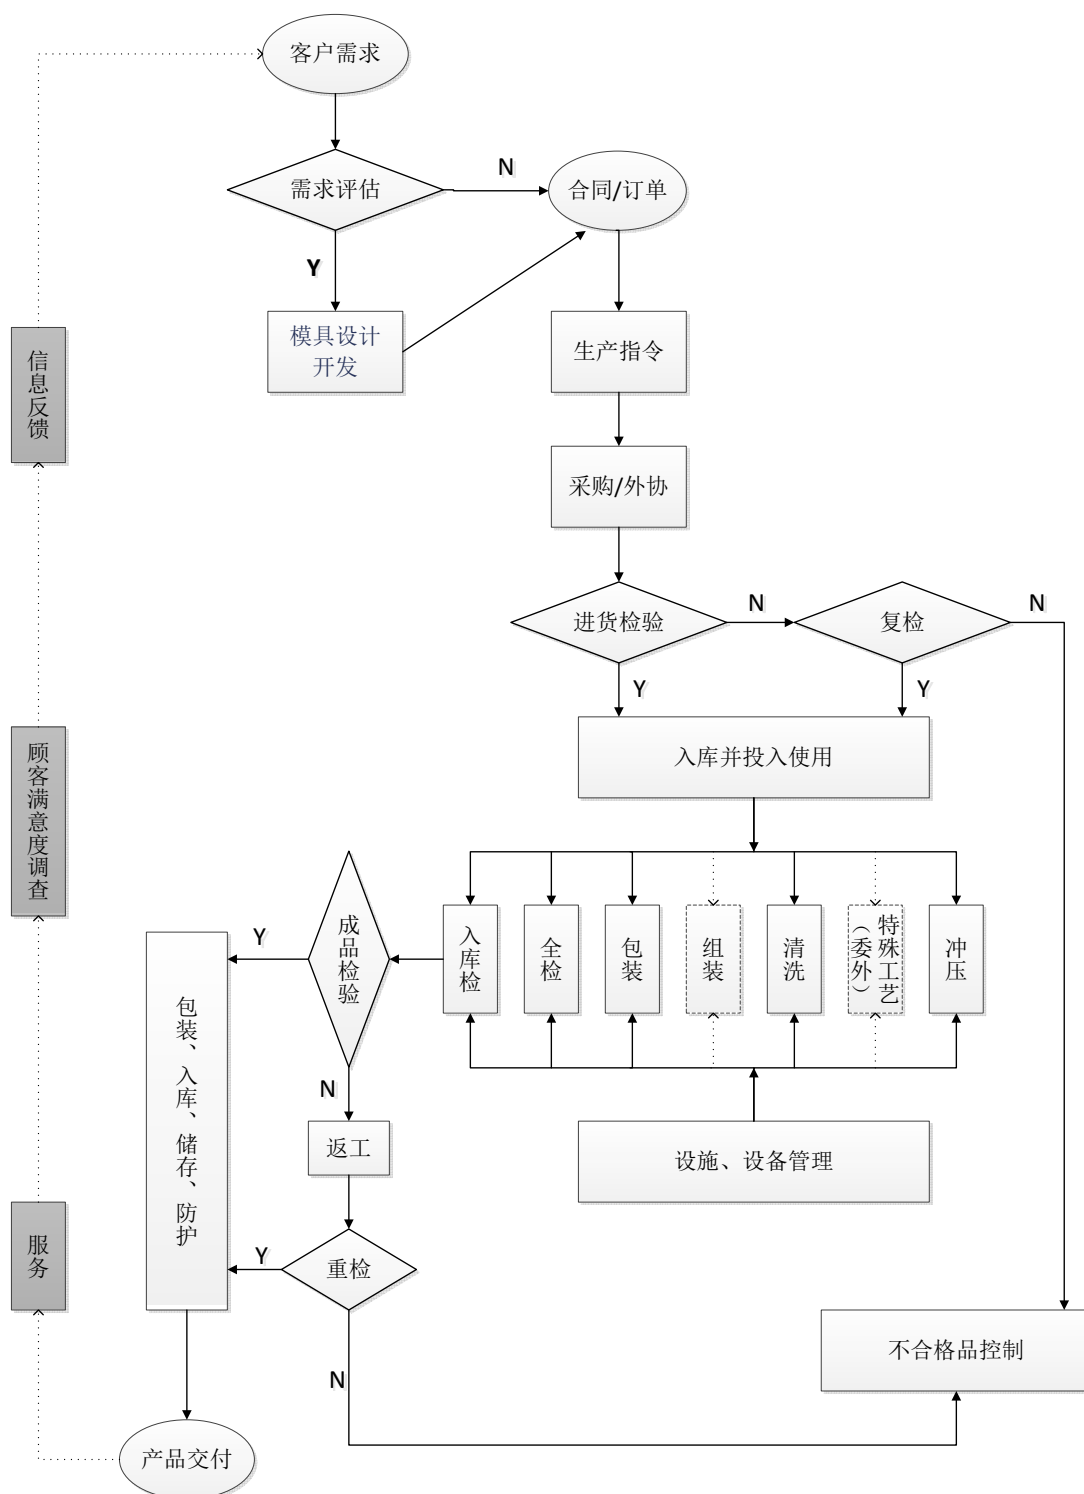 客户需求
需求评估
N
合同/订单
Y
模具设计
开发
生产指令
信息反馈
采购/外协
进货检验
N
复检
N
Y
Y
入库并投入使用
顾客满意度调查
成品检验
Y
入库检
全检
包装
组装
清洗
特殊工艺
（委外）
冲压
包装、入库、储存、防护
N
返工
设施、设备管理
服务
Y
重检
N
不合格品控制
产品交付